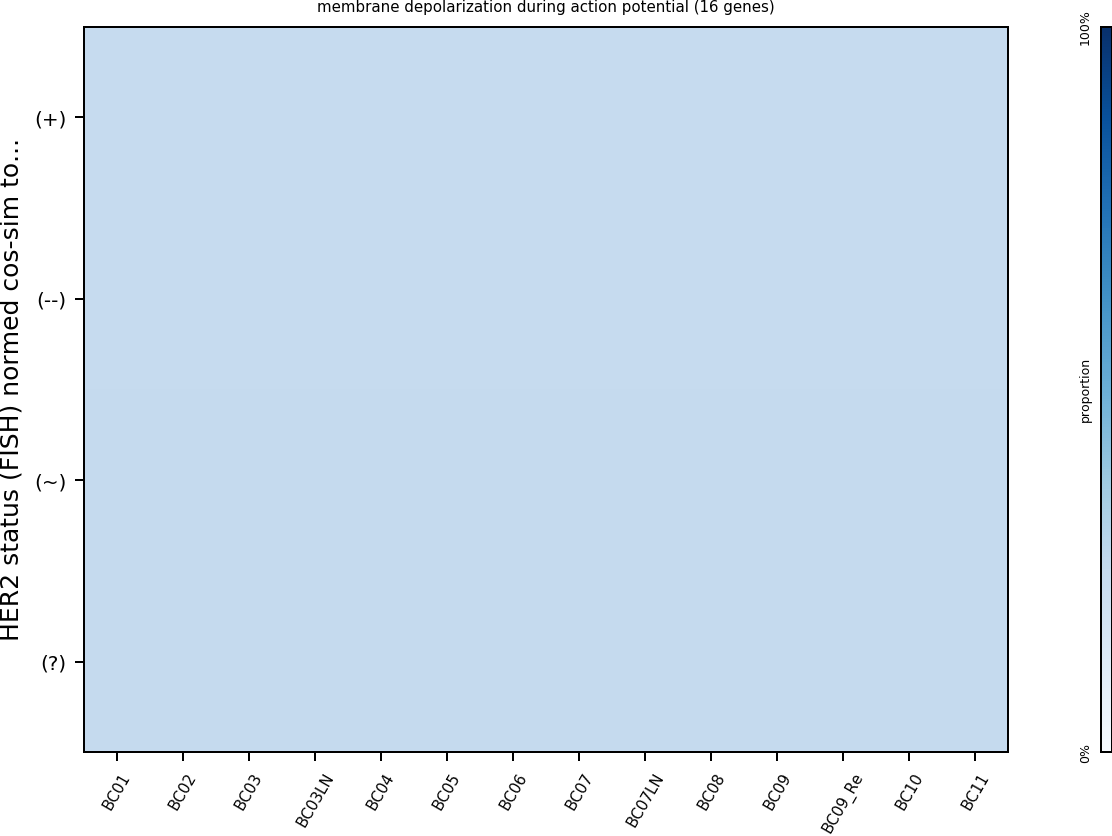 membrane depolarization during action potential (16 genes)
HER2 status (FISH) normed cos-sim to...
(+)
(--)
(~)
(?)
BC01
BC02
BC03
BC03LN
BC04
BC05
BC06
BC07
BC07LN
BC08
BC09
BC09_Re
BC10
BC11
100%
proportion
0%